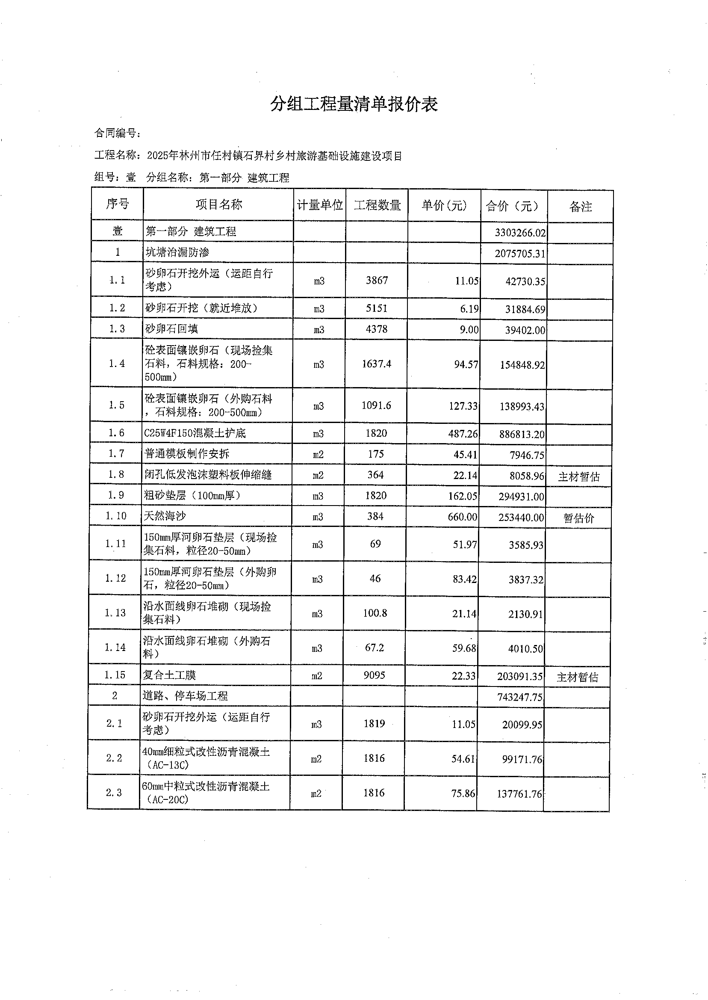 分组工程量清单报价表
合同编号：
工程名称：2025年林州市任村镇石界村乡村旅游基础设施建设项目
组号：壹 分组名称：第一部分 建筑工程
序号 项目名称 计量单位 工程数量 单价(元) 合价（元） 备注
壹 第一部分 建筑工程 3303266.02
1 坑塘治漏防渗 2075705.31
1.1 砂卵石开挖外运（运距自行
考虑） m3 3867 11.05 42730.35
1.2 砂卵石开挖（就近堆放） m3 5151 6.19 31884.69
1.3 砂卵石回填 m3 4378 9.00 39402.00
1.4 砼表面镶嵌卵石（现场捡集
石料，石料规格：200-
500mm） m3 1637.4 94.57 154848.92
1.5 砼表面镶嵌卵石（外购石料
，石料规格：200-500mm） m3 1091.6 127.33 138993.43
1.6 C25W4F150混凝土护底 m3 1820 487.26 886813.20
1.7 普通模板制作安拆 m2 175 45.41 7946.75
1.8 闭孔低发泡沫塑料板伸缩缝 m2 364 22.14 8058.96 主材暂估
1.9 粗砂垫层（100mm厚） m3 1820 162.05 294931.00
1.10 天然海沙 m3 384 660.00 253440.00 暂估价
1.11 150mm厚河卵石垫层（现场捡
集石料，粒径20-50mm） m3 69 51.97 3585.93
1.12 150mm厚河卵石垫层（外购卵
石，粒径20-50mm） m3 46 83.42 3837.32
1.13 沿水面线卵石堆砌（现场捡
集石料） m3 100.8 21.14 2130.91
1.14 沿水面线卵石堆砌（外购石
料） m3 67.2 59.68 4010.50
1.15 复合土工膜 m2 9095 22.33 203091.35 主材暂估
2 道路、停车场工程 743247.75
2.1 砂卵石开挖外运（运距自行
考虑） m3 1819 11.05 20099.95
2.2 40mm细粒式改性沥青混凝土
（AC-13C) m2 1816 54.61 99171.76
2.3 60mm中粒式改性沥青混凝土
（AC-20C) m2 1816 75.86 137761.76